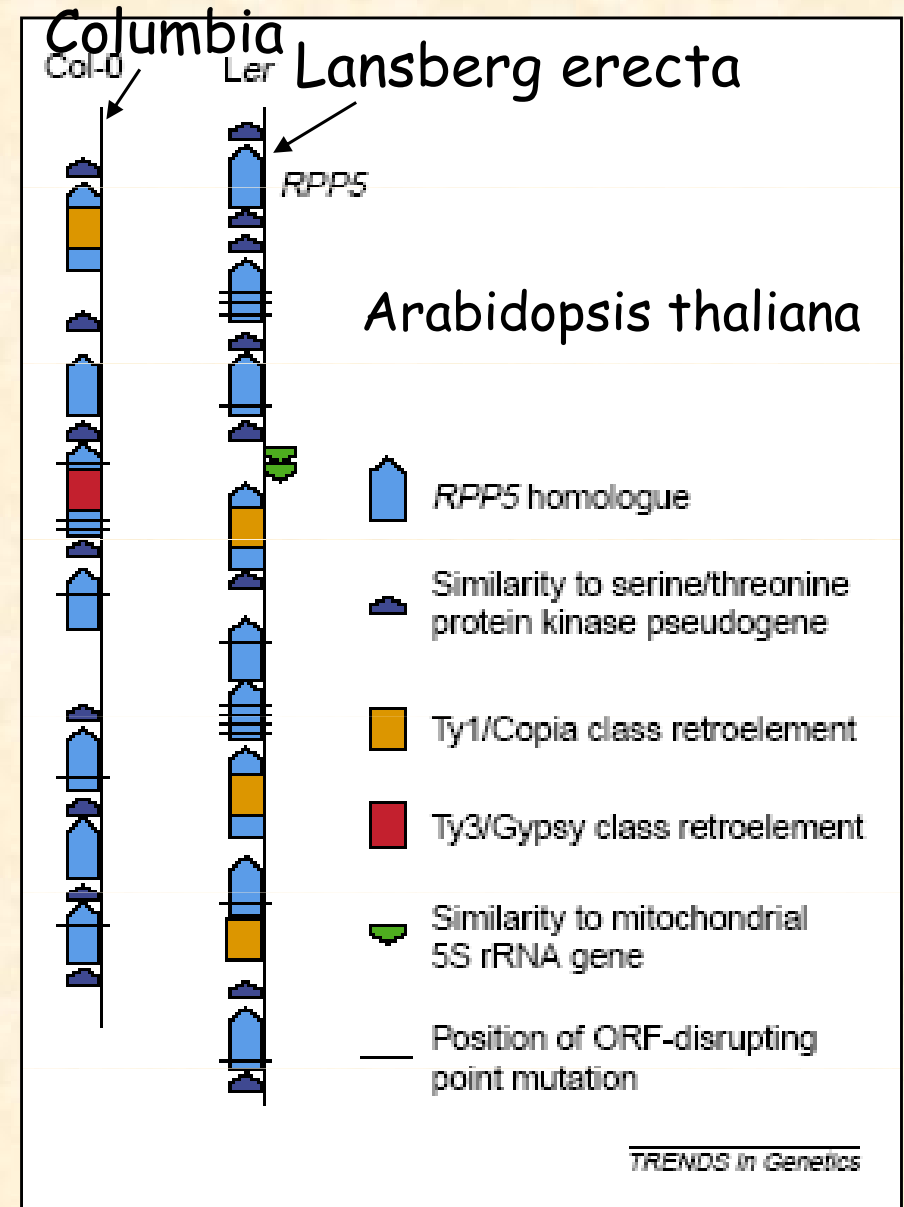 Columbia
Col-0
Ler
Lansberg erecta
RPP5
Arabidopsis thaliana
RPP5 homologue
Similarity to serine/threonine
protein kinase pseudogene
Ty1/Copia class retroelement
Ty3/Gypsy class retroelement
Similarity to mitochondrial
5S rRNA gene
Position of ORF-disrupting
point mutation
TRENDS in Genetics